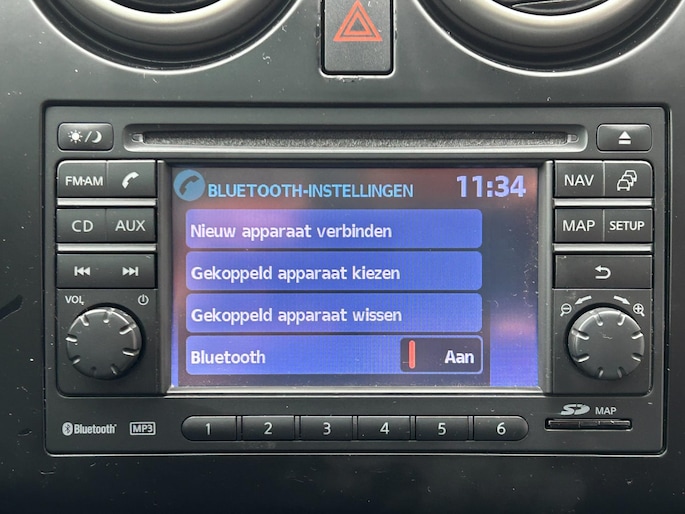 BLUETOOTH-INSTELLINGEN 11:34
Nieuw apparaat verbinden
Gekoppeld apparaat kiezen
Gekoppeld apparaat wissen
Bluetooth Aan
FM·AM
CD AUX
VOL
NAV
MAP SETUP
Bluetooth® MP3
1 2 3 4 5 6
SD MAP